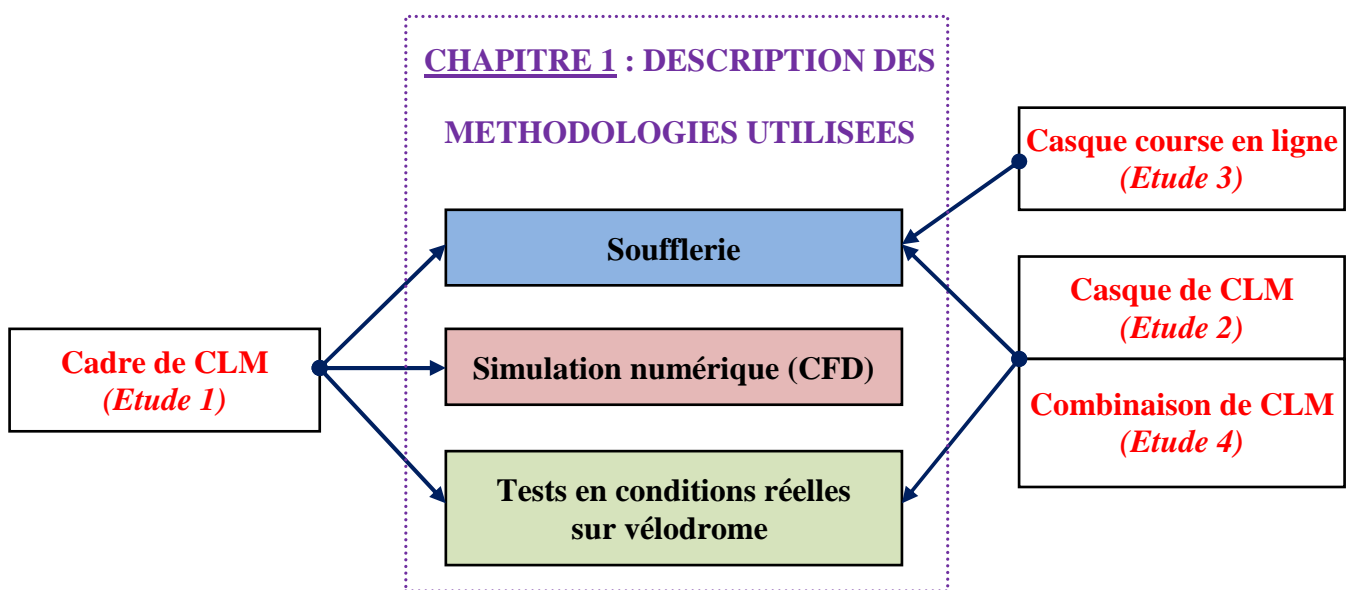 CHAPITRE 1 : DESCRIPTION DES
METHODOLOGIES UTILISEES
Cadre de CLM
(Etude 1)
Soufflerie
Simulation numérique (CFD)
Tests en conditions réelles
sur vélodrome
Casque course en ligne
(Etude 3)
Casque de CLM
(Etude 2)
Combinaison de CLM
(Etude 4)